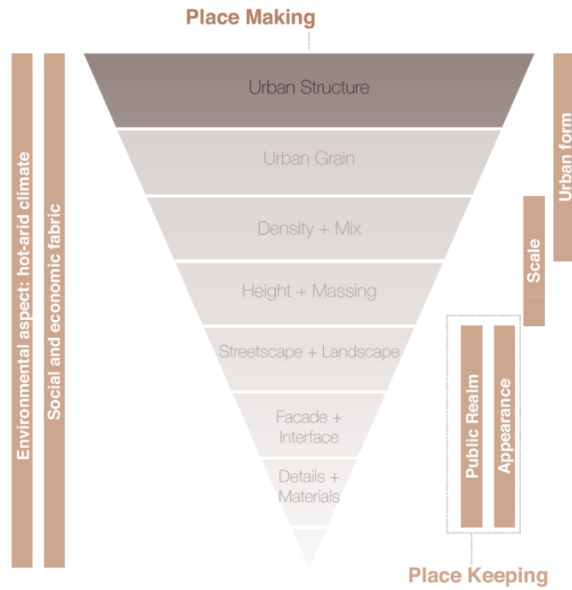 Place Making
Environmental aspect: hot-arid climate
Social and economic fabric
Urban Structure
Urban Grain
Density + Mix
Height + Massing
Streetscape + Landscape
Facade +
Interface
Details +
Materials
Urban form
Scale
Public Realm
Appearance
Place Keeping